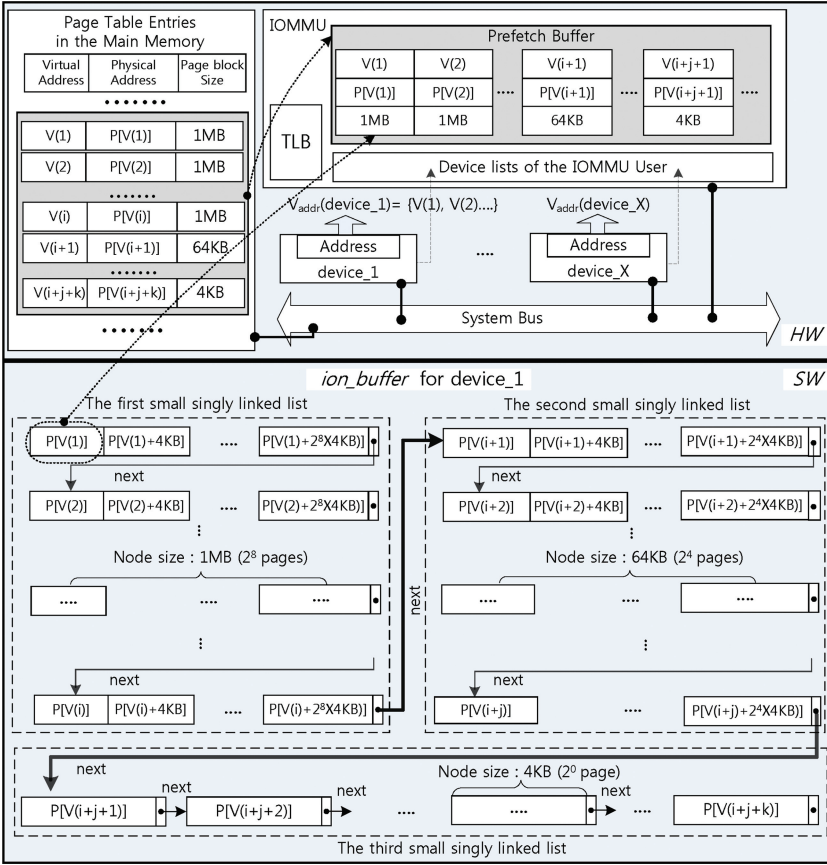 Page Table Entries
in the Main Memory
Virtual Address
Physical Address
Page block Size
.......
V(1) P[V(1)] 1MB
V(2) P[V(2)] 1MB
.......
V(i) P[V(i)] 1MB
V(i+1) P[V(i+1)] 64KB
.......
V(i+j+k) P[V(i+j+k)] 4KB
.......
IOMMU
Prefetch Buffer
V(1) V(2) V(i+1) V(i+j+1)
P[V(1)] P[V(2)] .... P[V(i+1)] .... P[V(i+j+1)] ....
1MB 1MB 64KB 4KB
TLB
Device lists of the IOMMU User
Vaddr(device_1)= {V(1), V(2)....}
Vaddr(device_X)
Address
device_1
....
Address
device_X
System Bus
HW
ion_buffer for device_1
SW
The first small singly linked list
P[V(1)] P[V(1)+4KB] .... P[V(1)+2⁸X4KB)]
next
P[V(2)] P[V(2)+4KB] .... P[V(2)+2⁸X4KB)]
⋮
Node size : 1MB (2⁸ pages)
.... .... ....
⋮
next
P[V(i)] P[V(i)+4KB] .... P[V(i)+2⁸X4KB)]
next
The second small singly linked list
P[V(i+1)] P[V(i+1)+4KB] .... P[V(i+1)+2⁴X4KB)]
next
P[V(i+2)] P[V(i+2)+4KB] .... P[V(i+2)+2⁴X4KB)]
⋮
Node size : 64KB (2⁴ pages)
.... .... ....
⋮
next
P[V(i+j)] .... P[V(i+j)+2⁴X4KB)]
next
Node size : 4KB (2⁰ page)
next next next
P[V(i+j+1)] P[V(i+j+2)] .... .... .... P[V(i+j+k)]
The third small singly linked list